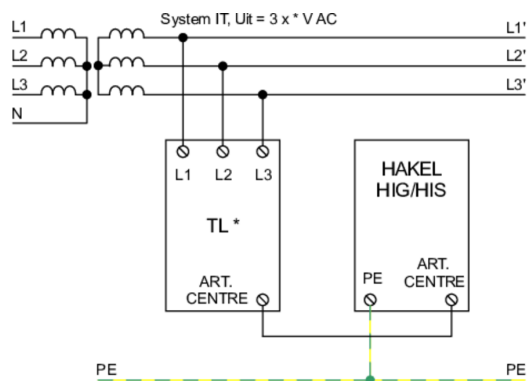 System IT, Uit = 3 x * V AC
L1 L1'
L2 L2'
L3 L3'
N
L1 L2 L3
TL *
ART.
CENTRE
HAKEL
HIG/HIS
PE
ART.
CENTRE
PE PE